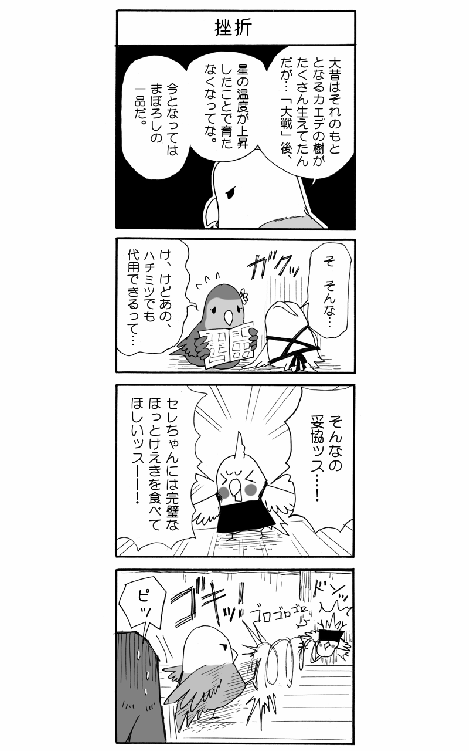 挫折
大昔はそれのもと
となるカエデの樹が
たくさん生えてたん
だが…「大戦」後、
星の温度が上昇
したことで育た
なくなってな。
今となっては
まぼろしの
一品だ。
そ そんな…
ガクッ
け、けどあの、
ハチミツでも
代用できるって…
そんなの
妥協ッス…!
セレちゃんには完璧な
ほっとけえきを食べて
ほしいッスーーー!
ドンッ
ゴロゴロゴロ
ゴキッ
ピッ